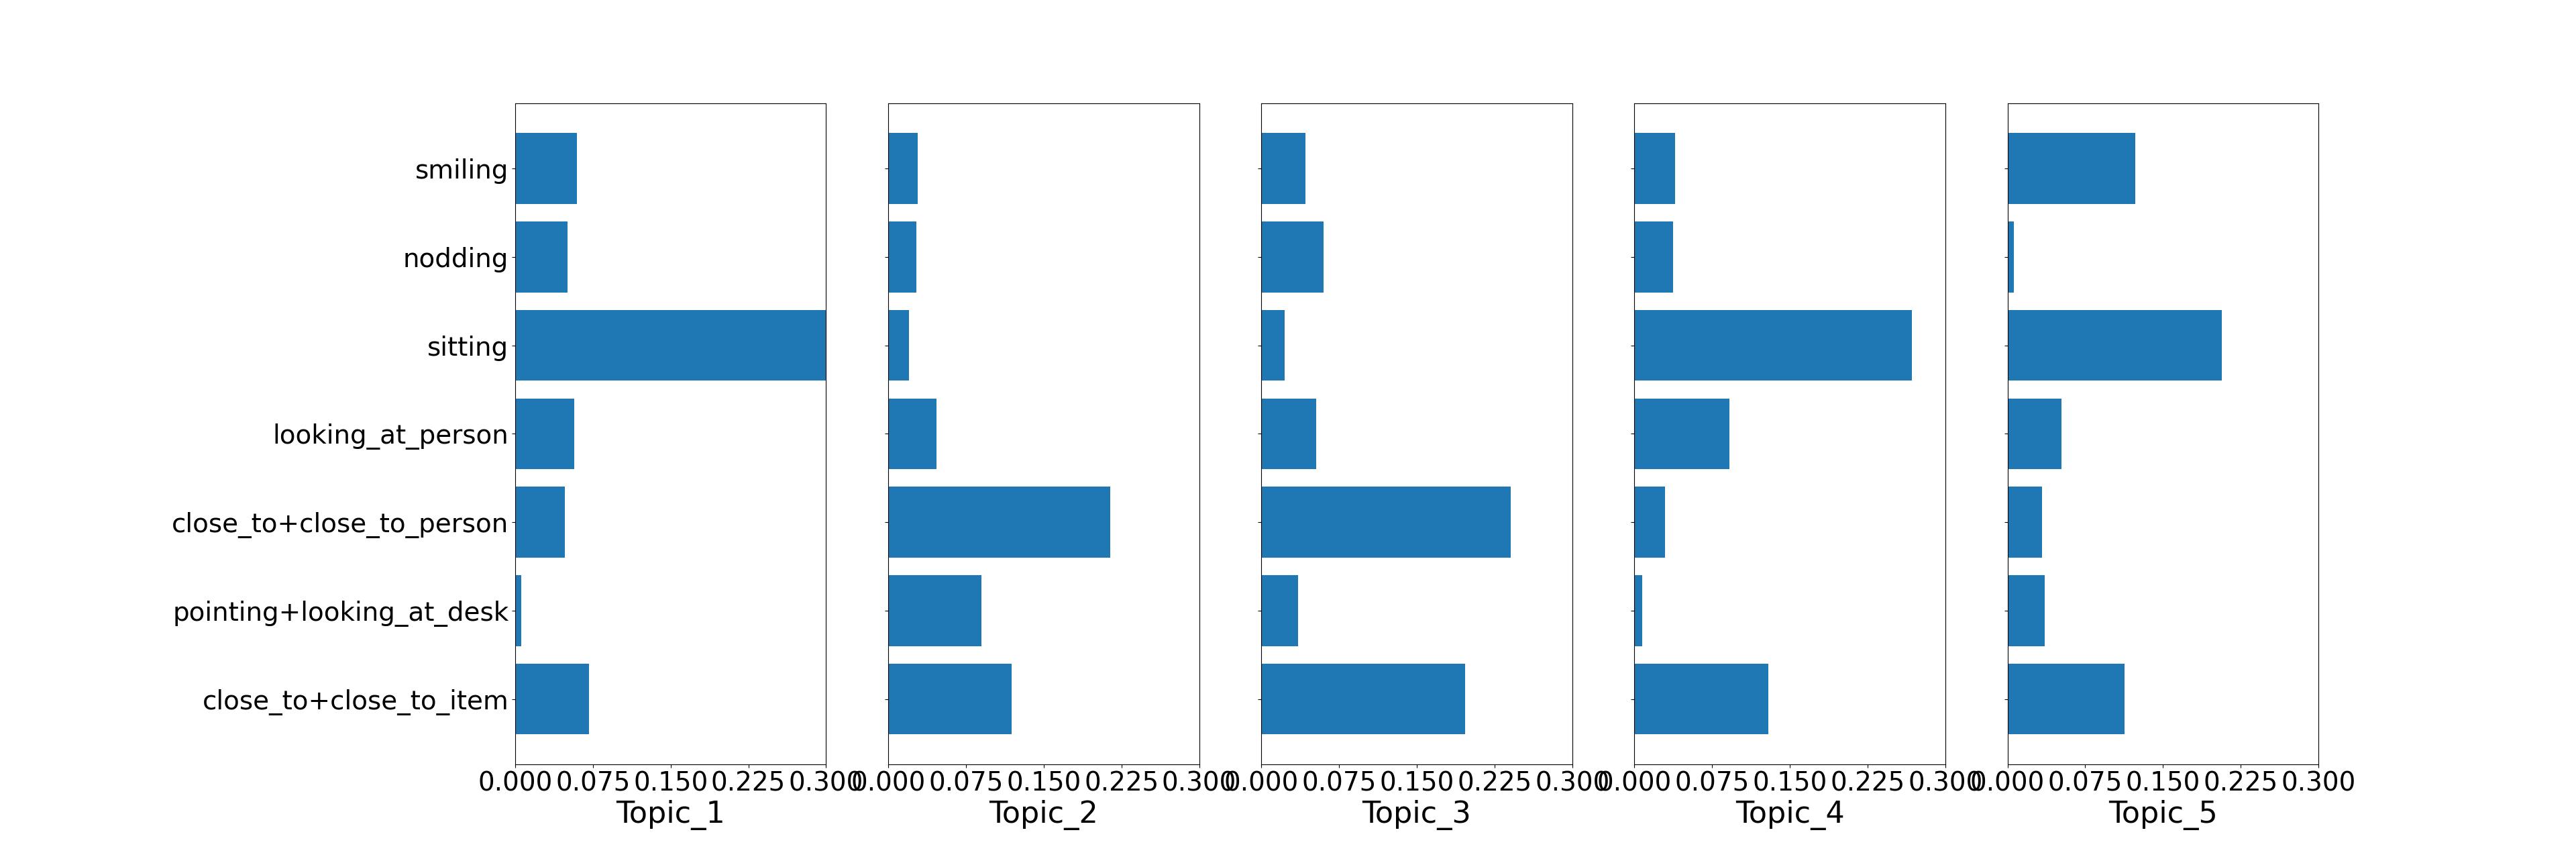 smiling
nodding
sitting
looking_at_person
close_to+close_to_person
pointing+looking_at_desk
close_to+close_to_item
0.000 0.075 0.150 0.225 0.300 0.000 0.075 0.150 0.225 0.300 0.000 0.075 0.150 0.225 0.300 0.000 0.075 0.150 0.225 0.300 0.000 0.075 0.150 0.225 0.300
Topic_1 Topic_2 Topic_3 Topic_4 Topic_5